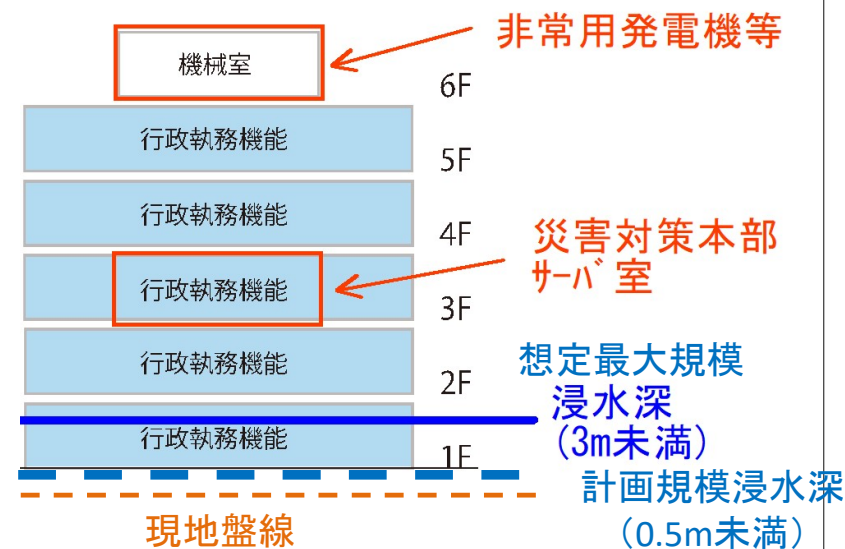 非常用発電機等
機械室
6F
行政執務機能
5F
行政執務機能
4F
災害対策本部
ｻｰﾊﾞ室
行政執務機能
3F
行政執務機能
2F
想定最大規模
浸水深
(3m未満)
行政執務機能
1F
計画規模浸水深
(0.5m未満)
現地盤線